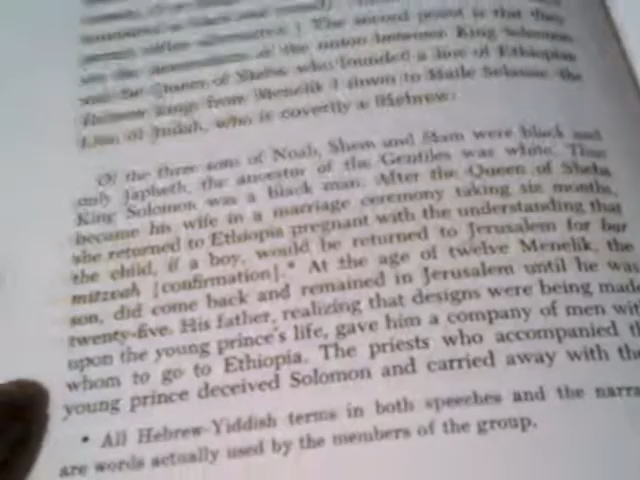 The second point is that they
are the descendants of the union between King Solomon
and the Queen of Sheba who founded a line of Ethiopian
Hebrew kings from Menelik I down to Haile Selassie the
Lion of Judah, who is covertly a Hebrew:
Of the three sons of Noah, Shem and Ham were black and
only Japheth, the ancestor of the Gentiles was white. Thus
King Solomon was a black man. After the Queen of Sheba
became his wife in a marriage ceremony taking six months,
she returned to Ethiopia pregnant with the understanding that
the child, if a boy, would be returned to Jerusalem for bar
mitzvah [confirmation].* At the age of twelve Menelik, the
son, did come back and remained in Jerusalem until he was
twenty-five. His father, realizing that designs were being made
upon the young prince's life, gave him a company of men wit
whom to go to Ethiopia. The priests who accompanied t
young prince deceived Solomon and carried away with th
* All Hebrew-Yiddish terms in both speeches and the narra
are words actually used by the members of the group.